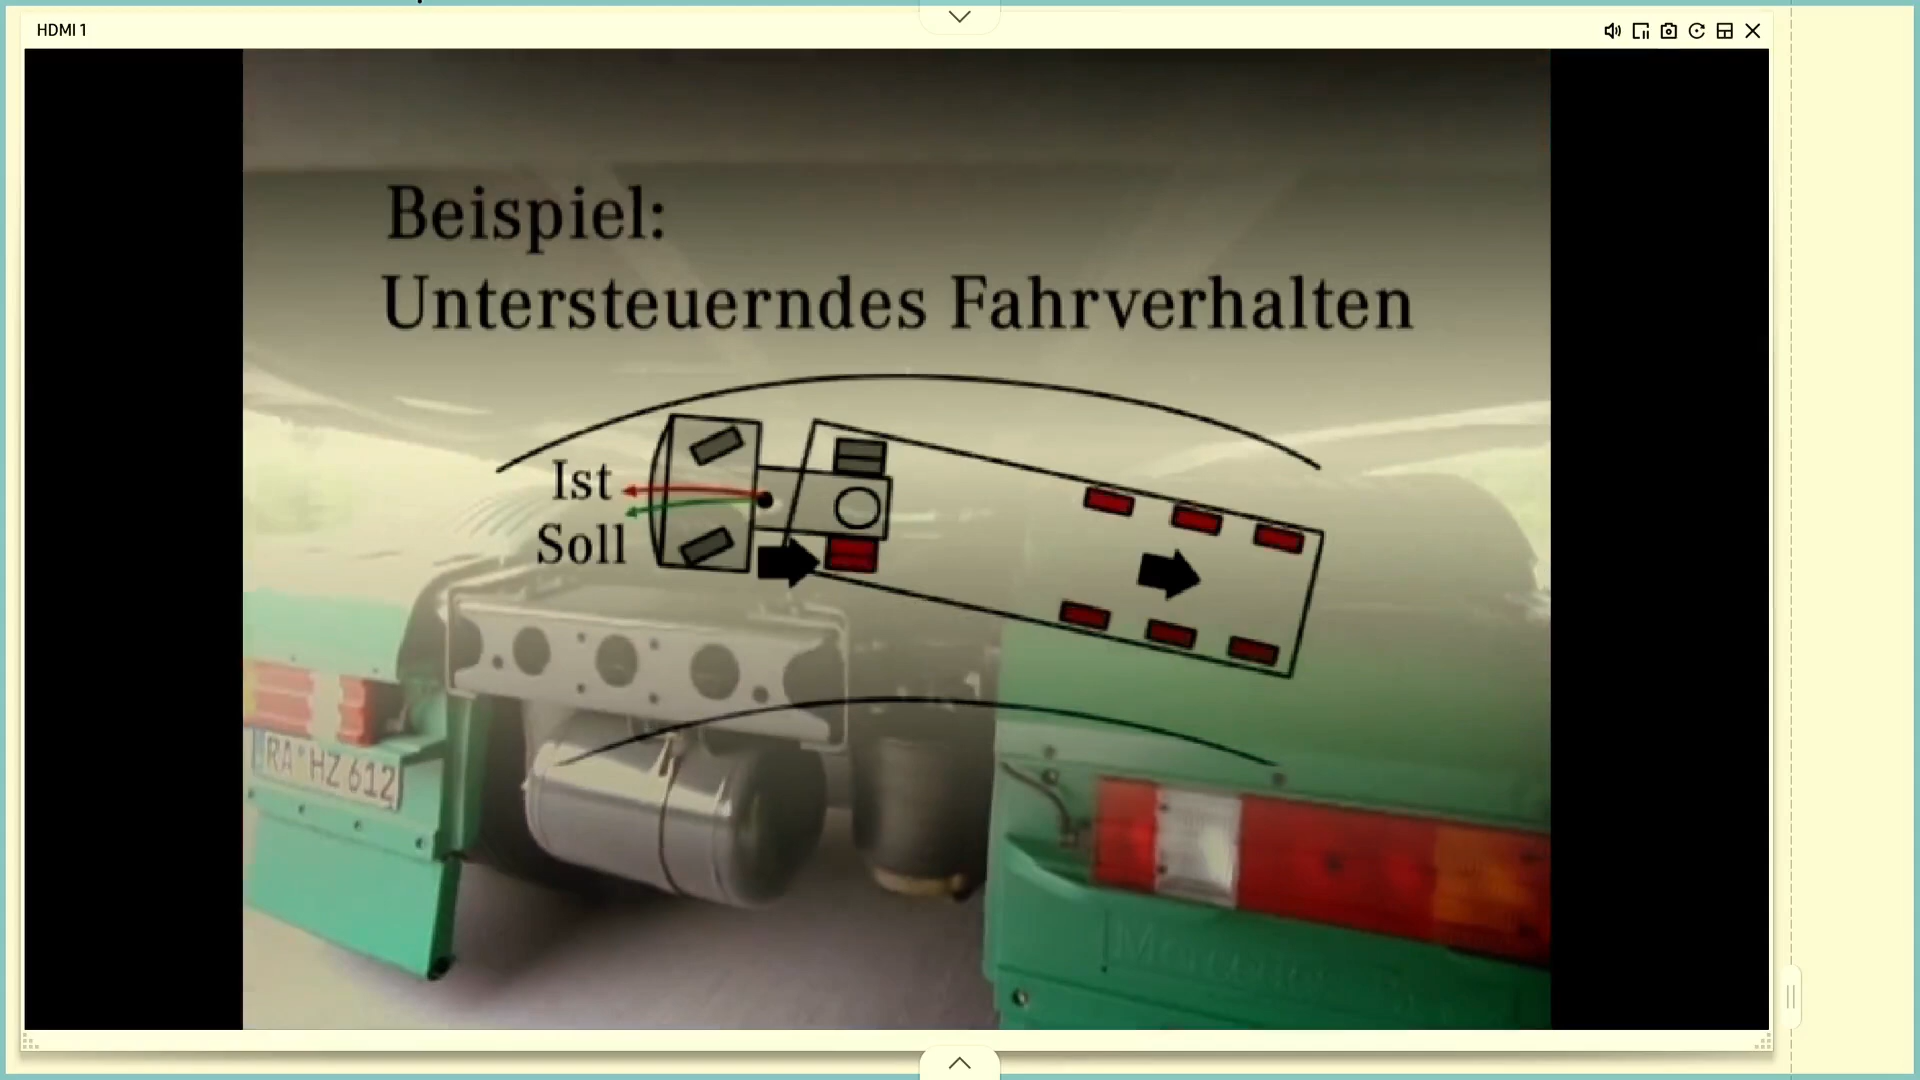 HDMI 1
Beispiel:
Untersteuerndes Fahrverhalten
Ist
Soll
RA HZ 612